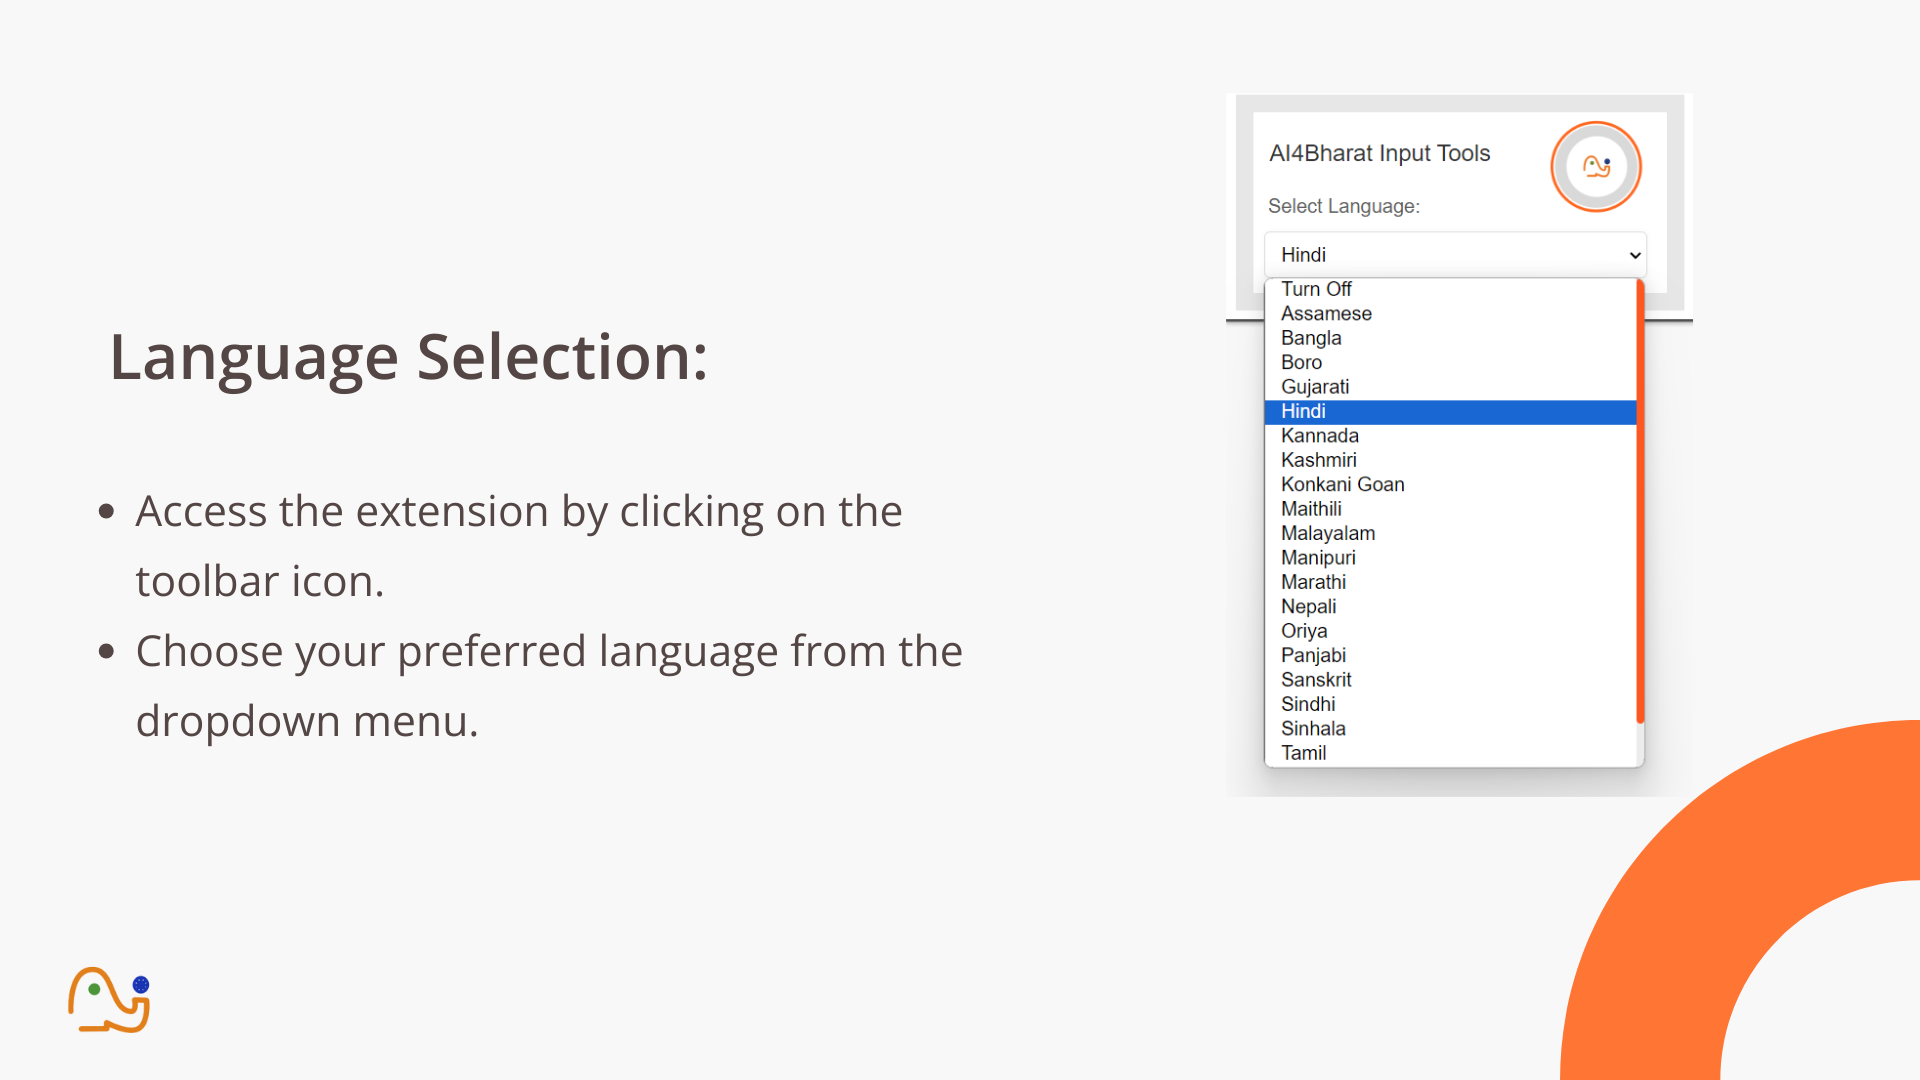 Language Selection:
• Access the extension by clicking on the
toolbar icon.
• Choose your preferred language from the
dropdown menu.
AI4Bharat Input Tools
Select Language:
Hindi
Turn Off
Assamese
Bangla
Boro
Gujarati
Hindi
Kannada
Kashmiri
Konkani Goan
Maithili
Malayalam
Manipuri
Marathi
Nepali
Oriya
Panjabi
Sanskrit
Sindhi
Sinhala
Tamil